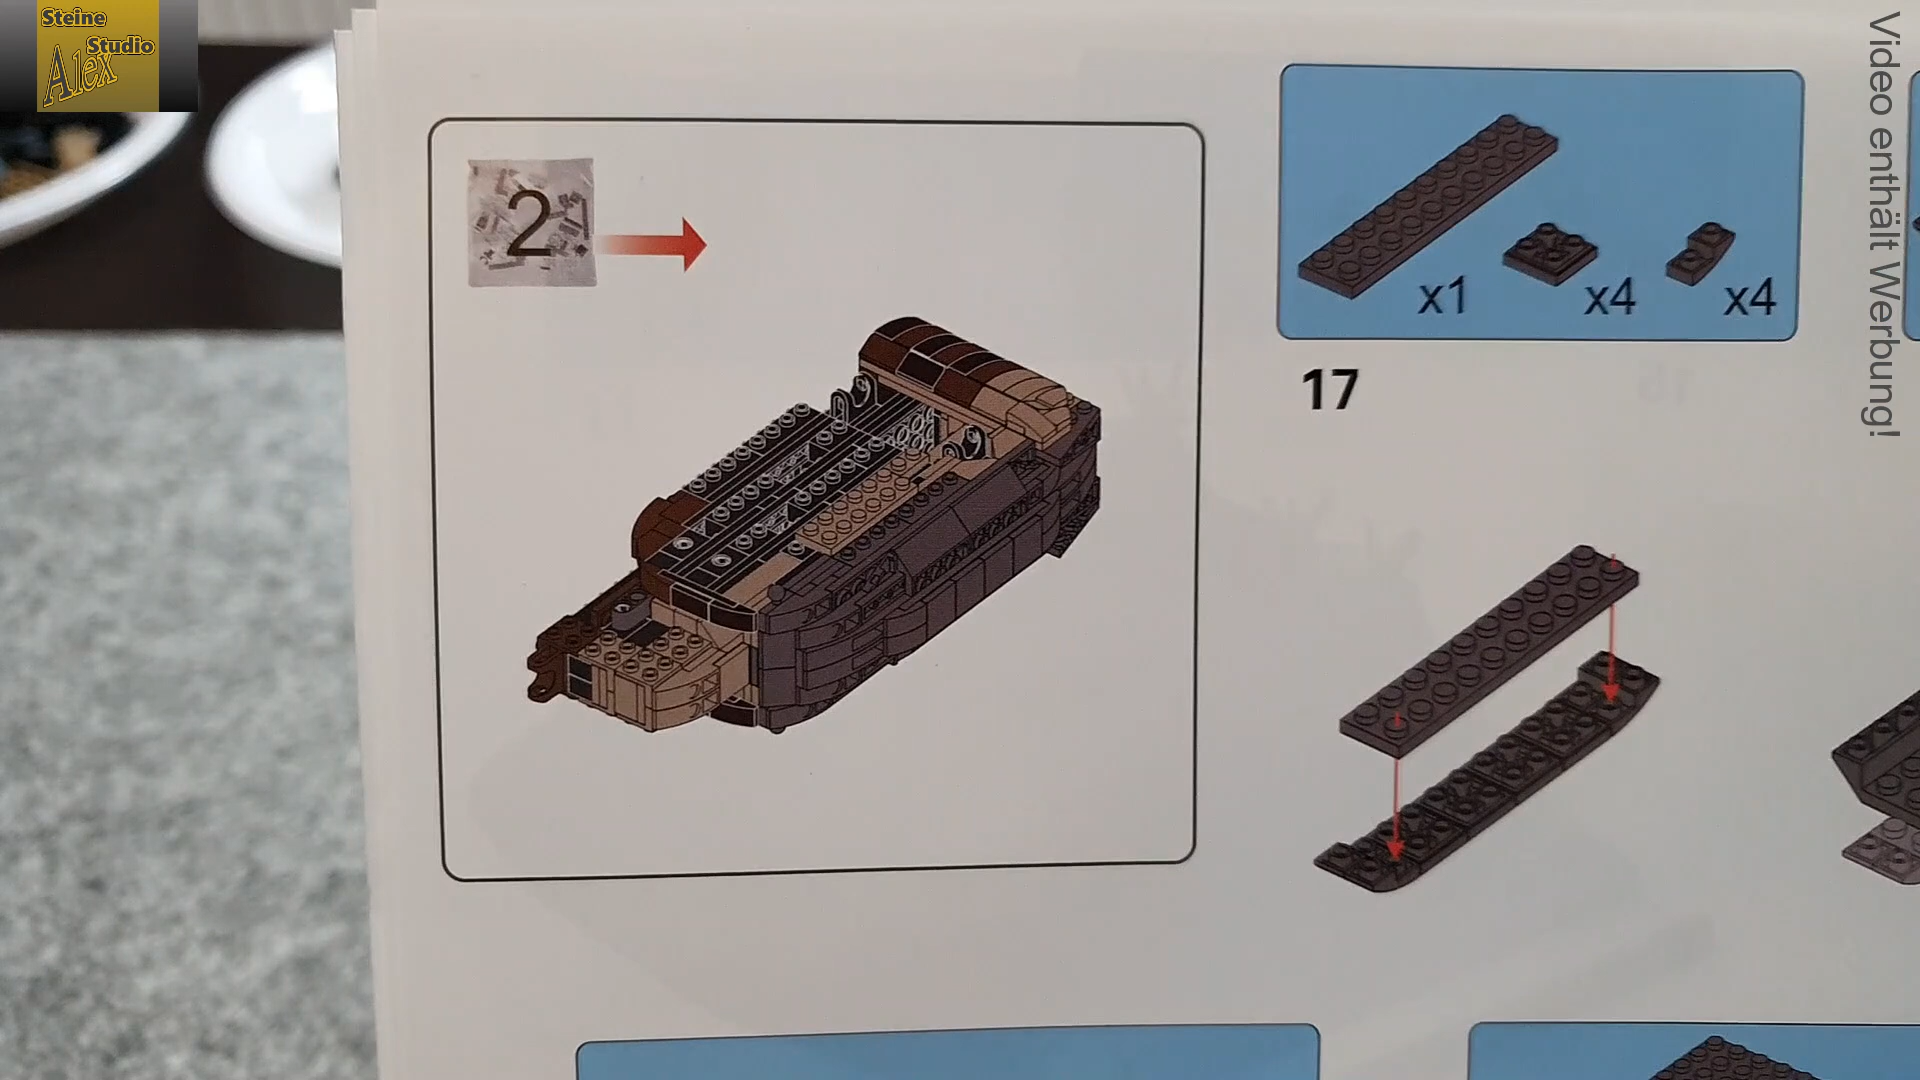 Steine
Studio
Alex
Video enthält Werbung!
2
x1
x4
x4
17